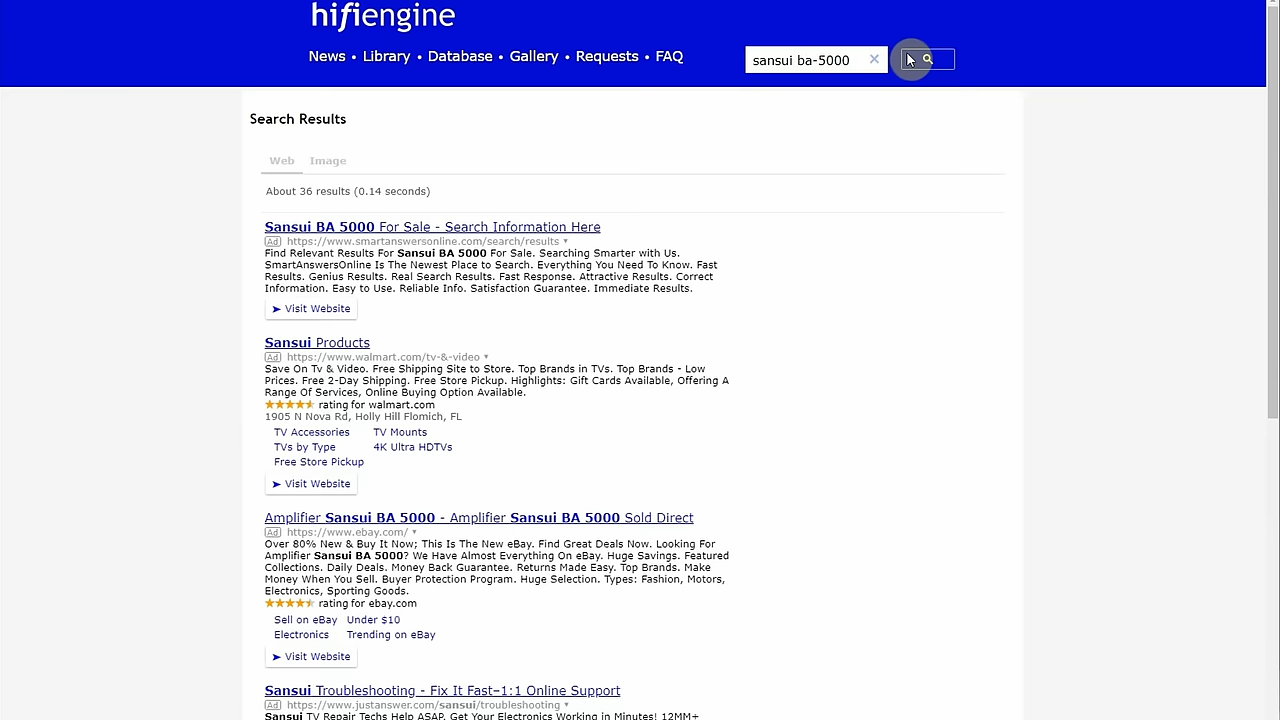 hifiengine
News • Library • Database • Gallery • Requests • FAQ
sansui ba-5000
Search Results
Web Image
About 36 results (0.14 seconds)
Sansui BA 5000 For Sale - Search Information Here
Ad https://www.smartanswersonline.com/search/results
Find Relevant Results For Sansui BA 5000 For Sale. Searching Smarter with Us.
SmartAnswersOnline Is The Newest Place to Search. Everything You Need To Know. Fast
Results. Genius Results. Real Search Results. Fast Response. Attractive Results. Correct
Information. Easy to Use. Reliable Info. Satisfaction Guarantee. Immediate Results.
Visit Website
Sansui Products
Ad https://www.walmart.com/tv-&-video
Save On Tv & Video. Free Shipping Site to Store. Top Brands in TVs. Top Brands - Low
Prices. Free 2-Day Shipping. Free Store Pickup. Highlights: Gift Cards Available, Offering A
Range Of Services, Online Buying Option Available.
rating for walmart.com
1905 N Nova Rd, Holly Hill Flomich, FL
TV Accessories TV Mounts
TVs by Type 4K Ultra HDTVs
Free Store Pickup
Visit Website
Amplifier Sansui BA 5000 - Amplifier Sansui BA 5000 Sold Direct
Ad https://www.ebay.com/
Over 80% New & Buy It Now; This Is The New eBay. Find Great Deals Now. Looking For
Amplifier Sansui BA 5000? We Have Almost Everything On eBay. Huge Savings. Featured
Collections. Daily Deals. Money Back Guarantee. Returns Made Easy. Top Brands. Make
Money When You Sell. Buyer Protection Program. Huge Selection. Types: Fashion, Motors,
Electronics, Sporting Goods.
rating for ebay.com
Sell on eBay Under $10
Electronics Trending on eBay
Visit Website
Sansui Troubleshooting - Fix It Fast–1:1 Online Support
Ad https://www.justanswer.com/sansui/troubleshooting
Sansui TV Repair Techs Help ASAP. Get Your Electronics Working in Minutes! 12MM+